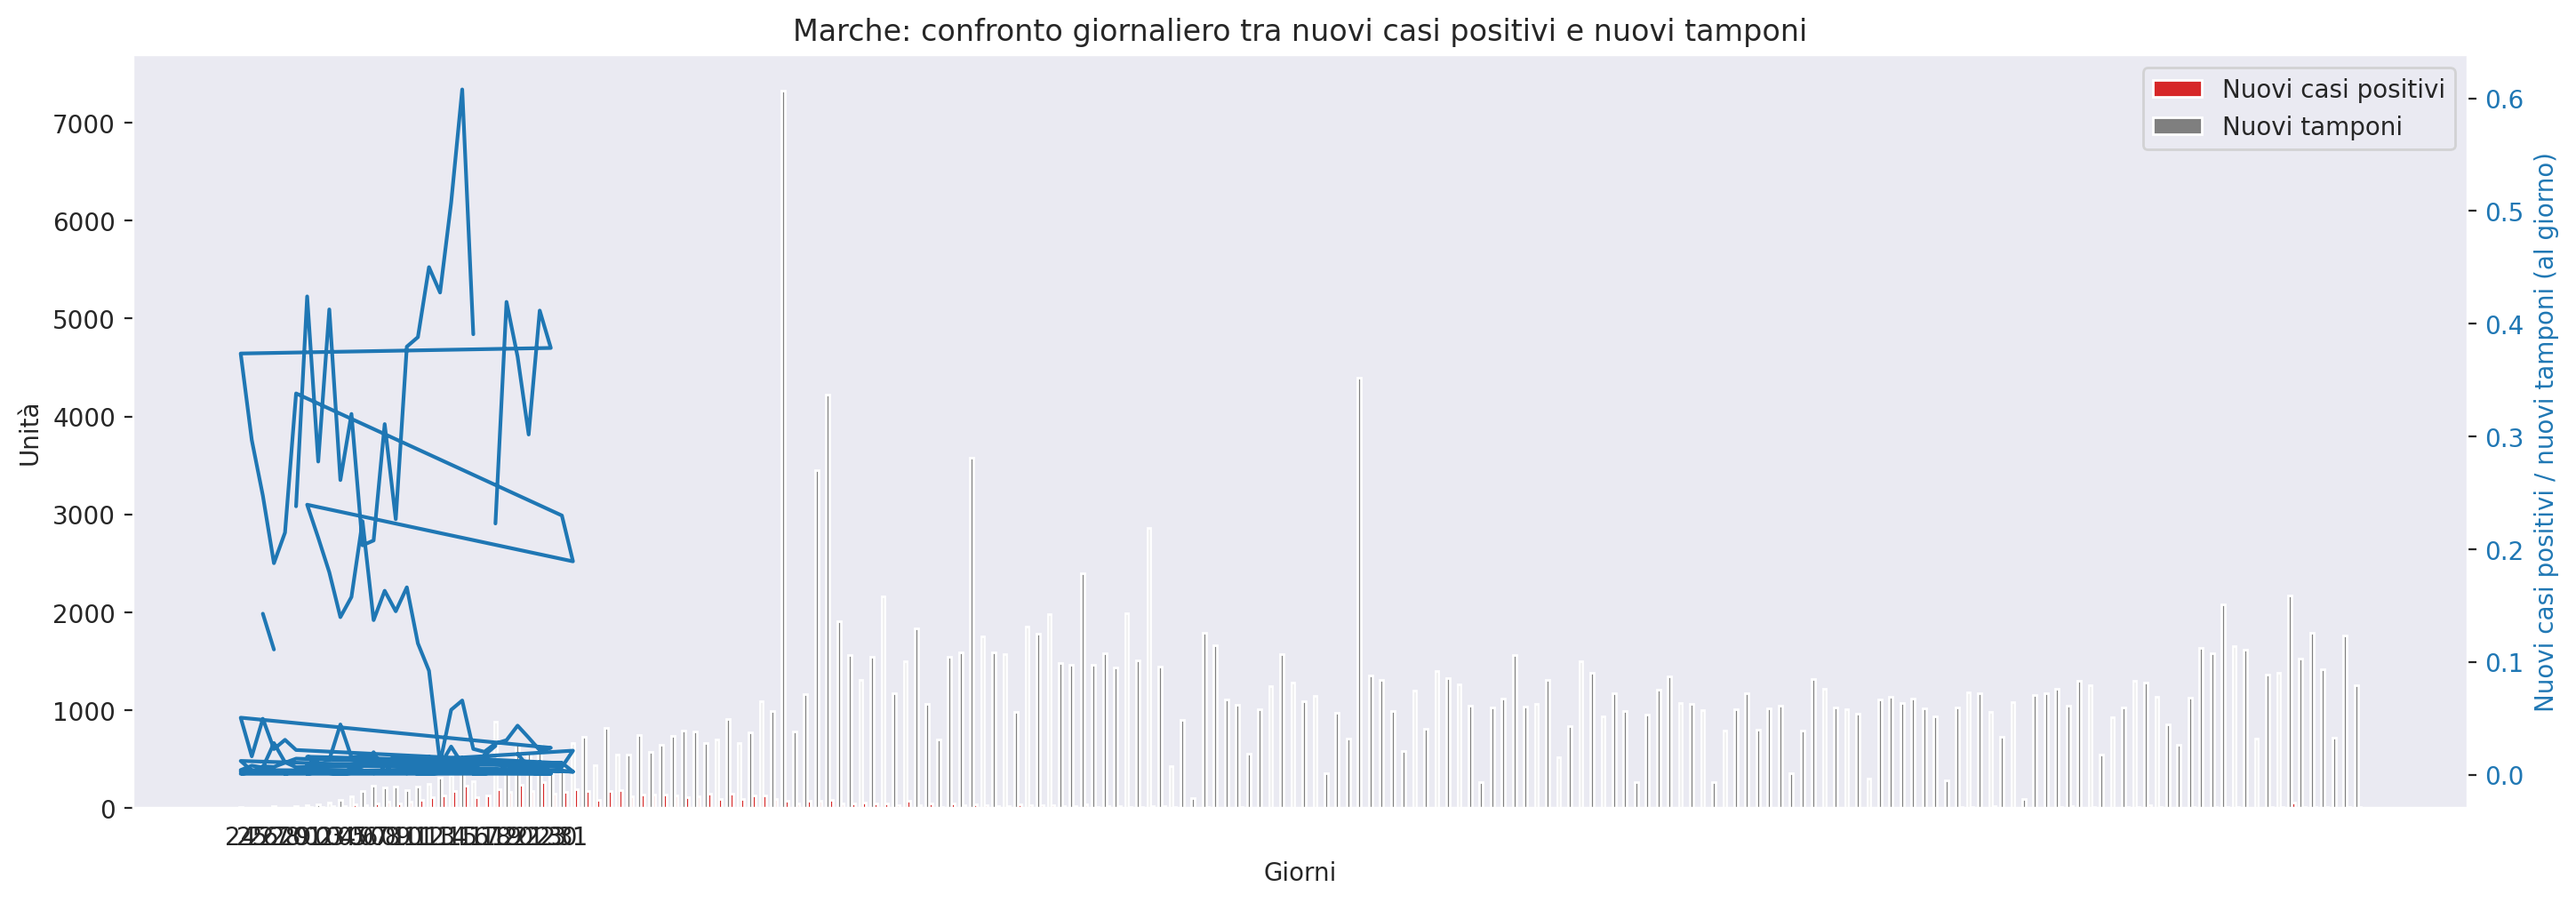 Marche: confronto giornaliero tra nuovi casi positivi e nuovi tamponi
Nuovi casi positivi
Nuovi tamponi
7000
6000
5000
4000
3000
2000
1000
0
Unità
0.6
0.5
0.4
0.3
0.2
0.1
0.0
Nuovi casi positivi / nuovi tamponi (al giorno)
Giorni